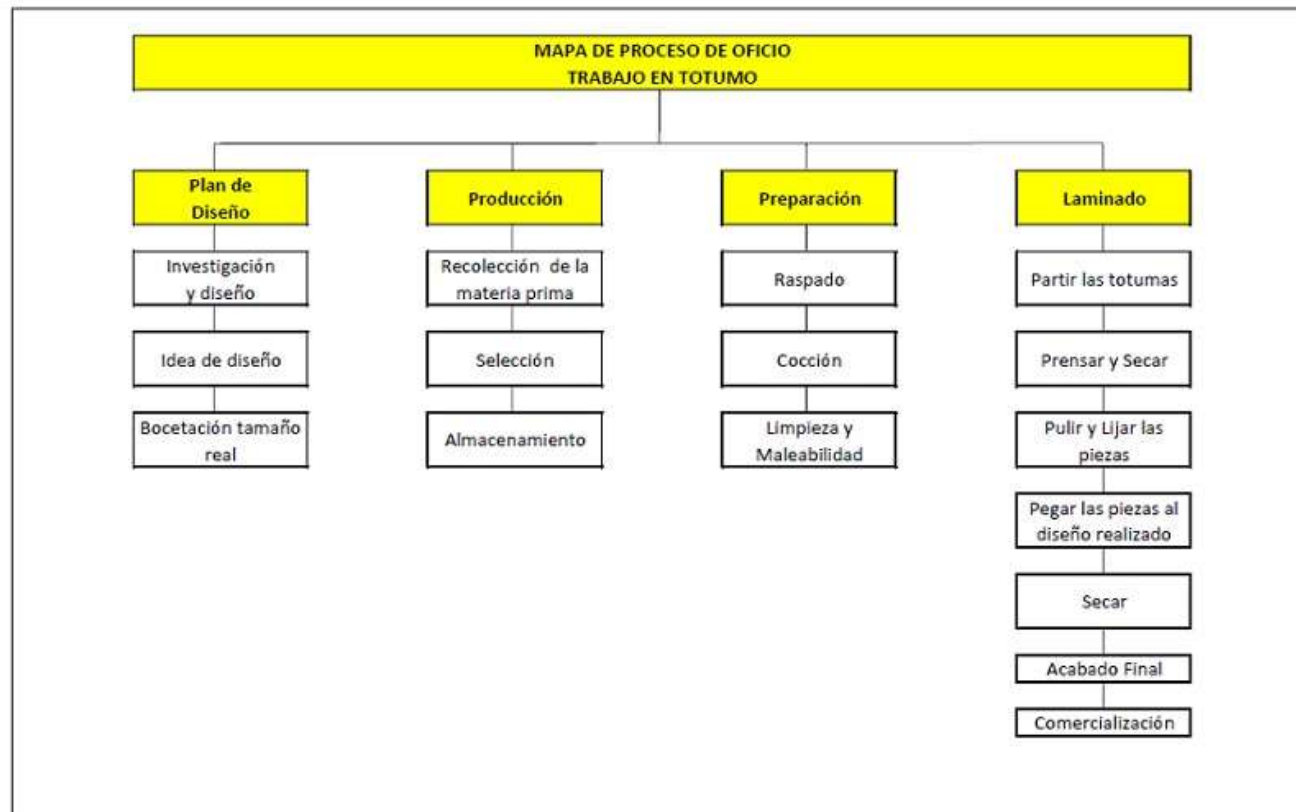 MAPA DE PROCESO DE OFICIO
TRABAJO EN TOTUMO
Plan de
Diseño
Investigación
y diseño
Idea de diseño
Bocetación tamaño
real
Producción
Recolección de la
materia prima
Selección
Almacenamiento
Preparación
Raspado
Cocción
Limpieza y
Maleabilidad
Laminado
Partir las totumas
Prensar y Secar
Pulir y Lijar las
piezas
Pegar las piezas al
diseño realizado
Secar
Acabado Final
Comercialización